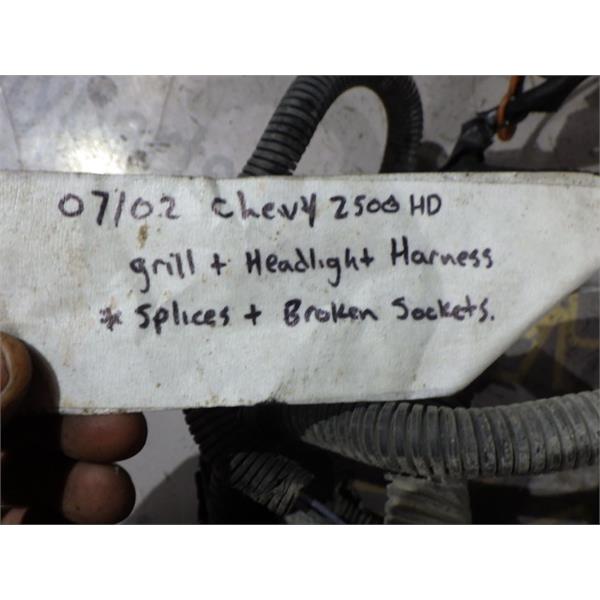 07/02 Chevy 2500 HD
grill + Headlight Harness
* Splices + Broken Sockets.